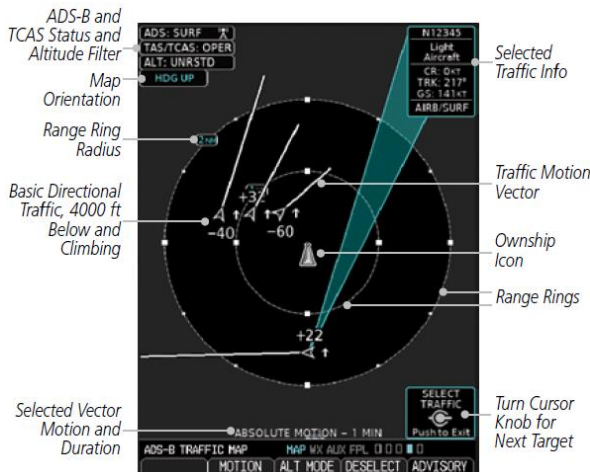 ADS-B and
TCAS Status and
Altitude Filter
Map
Orientation
Range Ring
Radius
Basic Directional
Traffic, 4000 ft
Below and
Climbing
Selected Vector
Motion and
Duration
ADS: SURF
TAS/TCAS: OPER
ALT: UNRSTD
HDG UP
2NM
+32
-40
-60
+22
N12345
Light
Aircraft
CR: 0KT
TRK: 217°
GS: 141KT
AIRB/SURF
Selected
Traffic Info
Traffic Motion
Vector
Ownship
Icon
Range Rings
Turn Cursor
Knob for
Next Target
SELECT
TRAFFIC
Push to Exit
ABSOLUTE MOTION - 1 MIN
ADS-B TRAFFIC MAP MAP WX AUX FPL
MOTION ALT MODE DESELECT ADVISORY